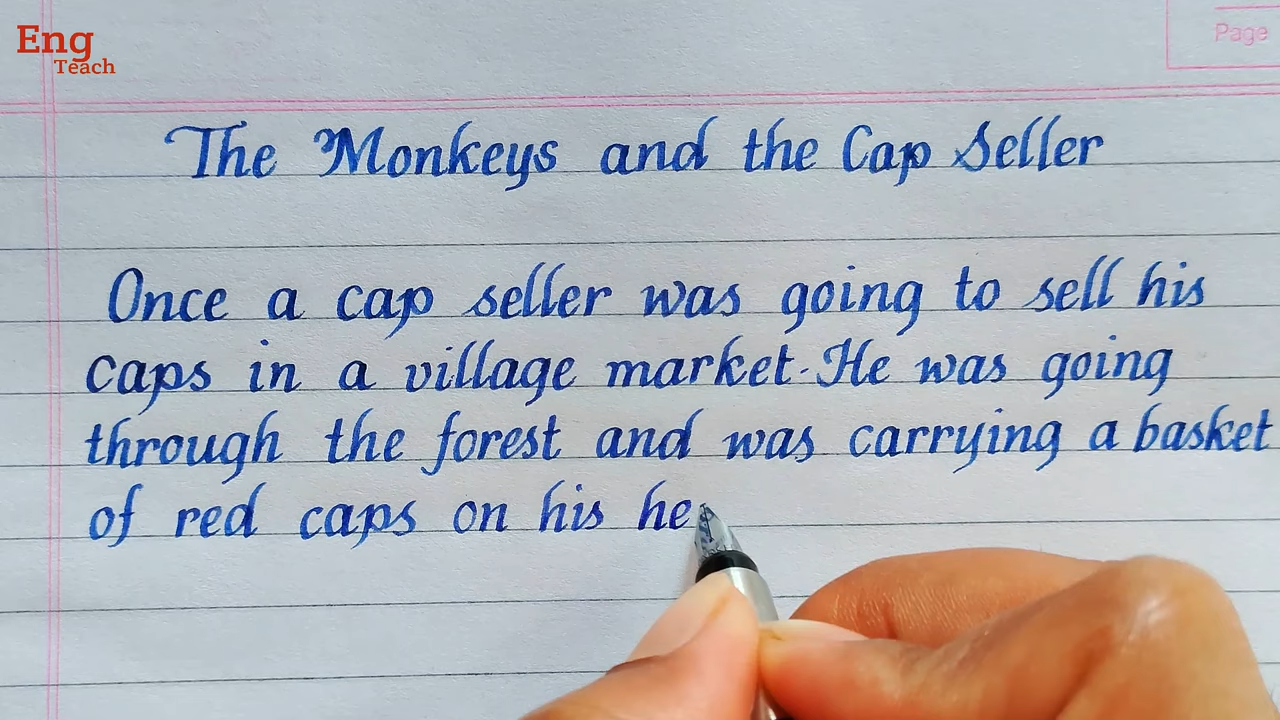 Eng
Teach
Page
The Monkeys and the Cap Seller
Once a cap seller was going to sell his
caps in a village market. He was going
through the forest and was carrying a basket
of red caps on his he